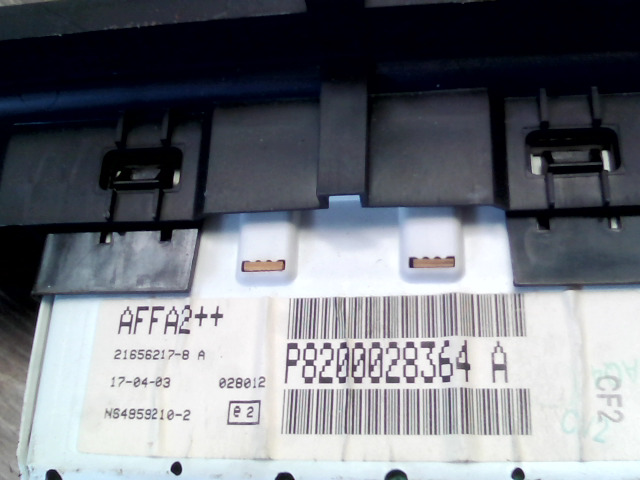 AFFA2++
21656217-8 A
17-04-03 028012
NS4959210-2 e2
P8200028364 A
CF2